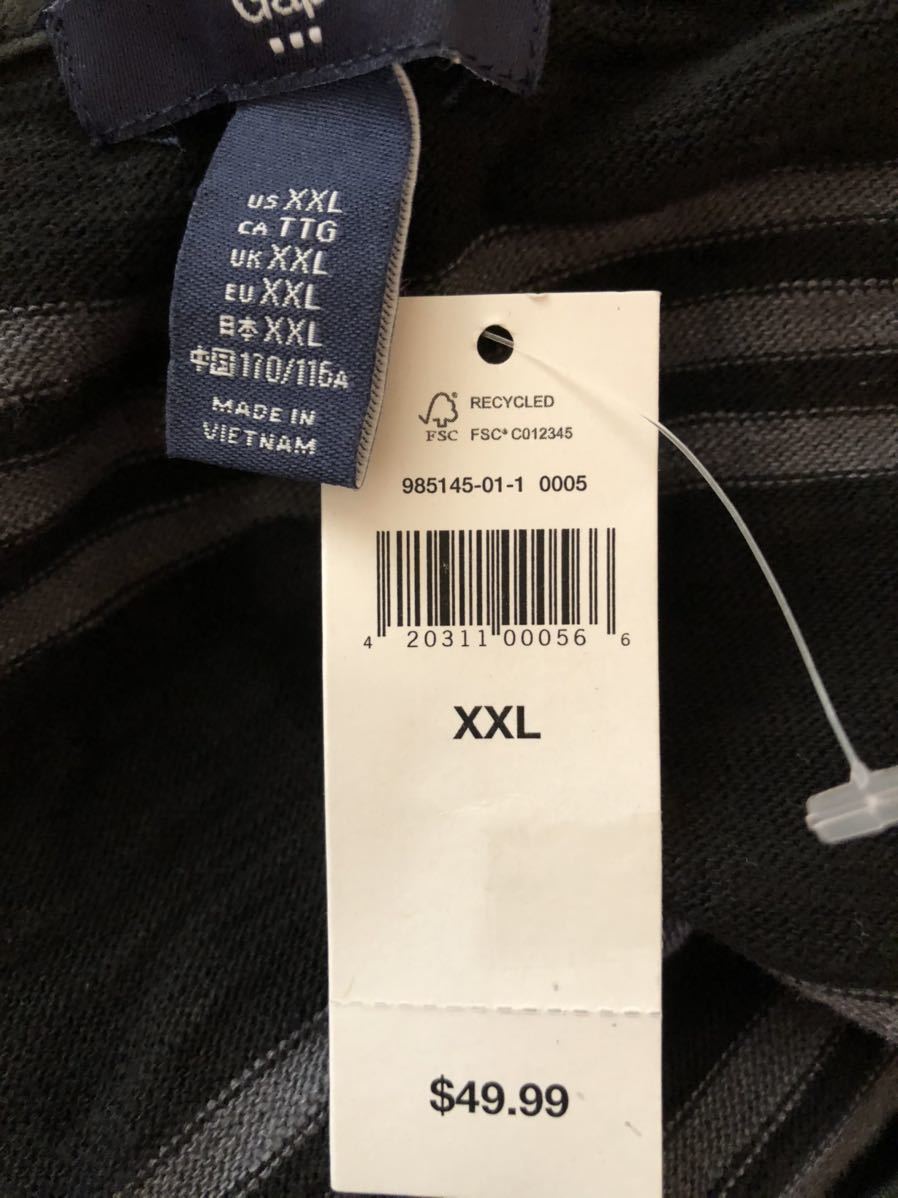 Gap
US XXL
CA TTG
UK XXL
EU XXL
日本 XXL
中国 170/116A
MADE IN
VIETNAM
RECYCLED
FSC
FSC® C012345
985145-01-1 0005
4 20311 00056 6
XXL
$49.99